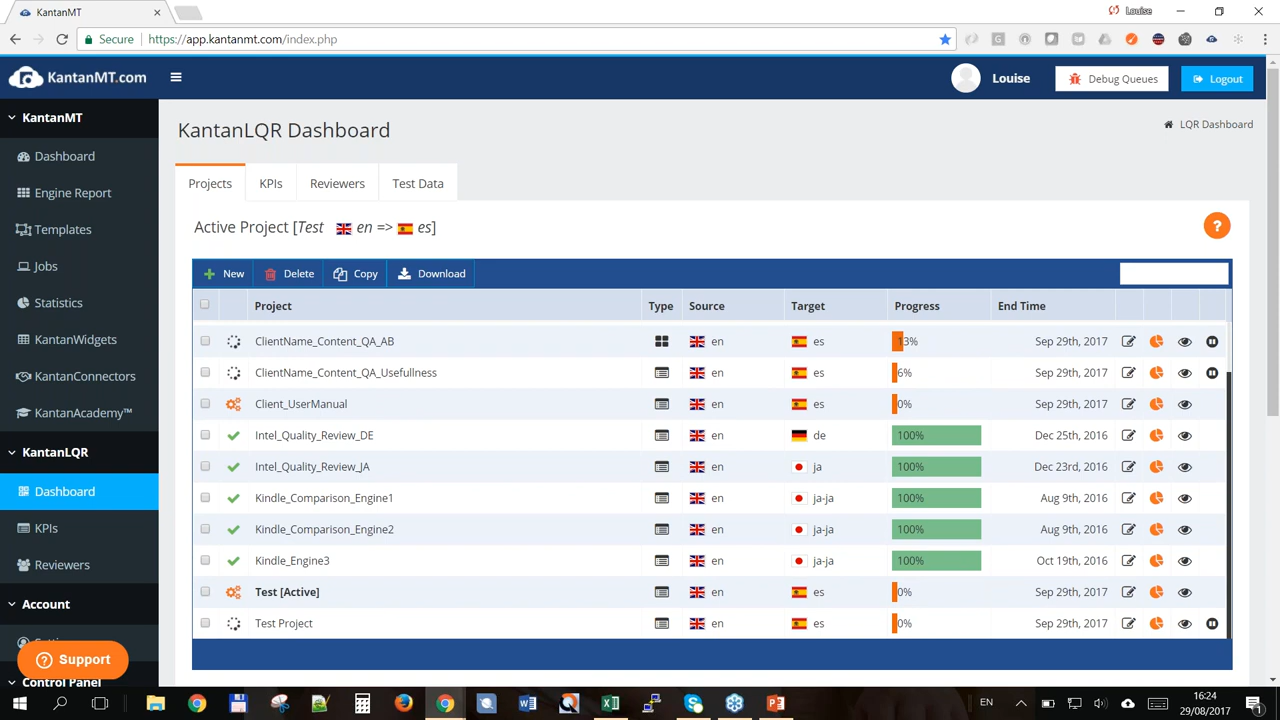 KantanMT
Louise
Secure https://app.kantanmt.com/index.php
KantanMT.com
Louise
Debug Queues
Logout
KantanMT
Dashboard
Engine Report
Templates
Jobs
Statistics
KantanWidgets
KantanConnectors
KantanAcademy™
KantanLQR
Dashboard
KPIs
Reviewers
Account
Support
Control Panel
KantanLQR Dashboard
LQR Dashboard
Projects KPIs Reviewers Test Data
Active Project [Test en => es]
?
New Delete Copy Download
Project Type Source Target Progress End Time
ClientName_Content_QA_AB en es 13% Sep 29th, 2017
ClientName_Content_QA_Usefullness en es 6% Sep 29th, 2017
Client_UserManual en es 0% Sep 29th, 2017
Intel_Quality_Review_DE en de 100% Dec 25th, 2016
Intel_Quality_Review_JA en ja 100% Dec 23rd, 2016
Kindle_Comparison_Engine1 en ja-ja 100% Aug 9th, 2016
Kindle_Comparison_Engine2 en ja-ja 100% Aug 9th, 2016
Kindle_Engine3 en ja-ja 100% Oct 19th, 2016
Test [Active] en es 0% Sep 29th, 2017
Test Project en es 0% Sep 29th, 2017
EN
16:24
29/08/2017